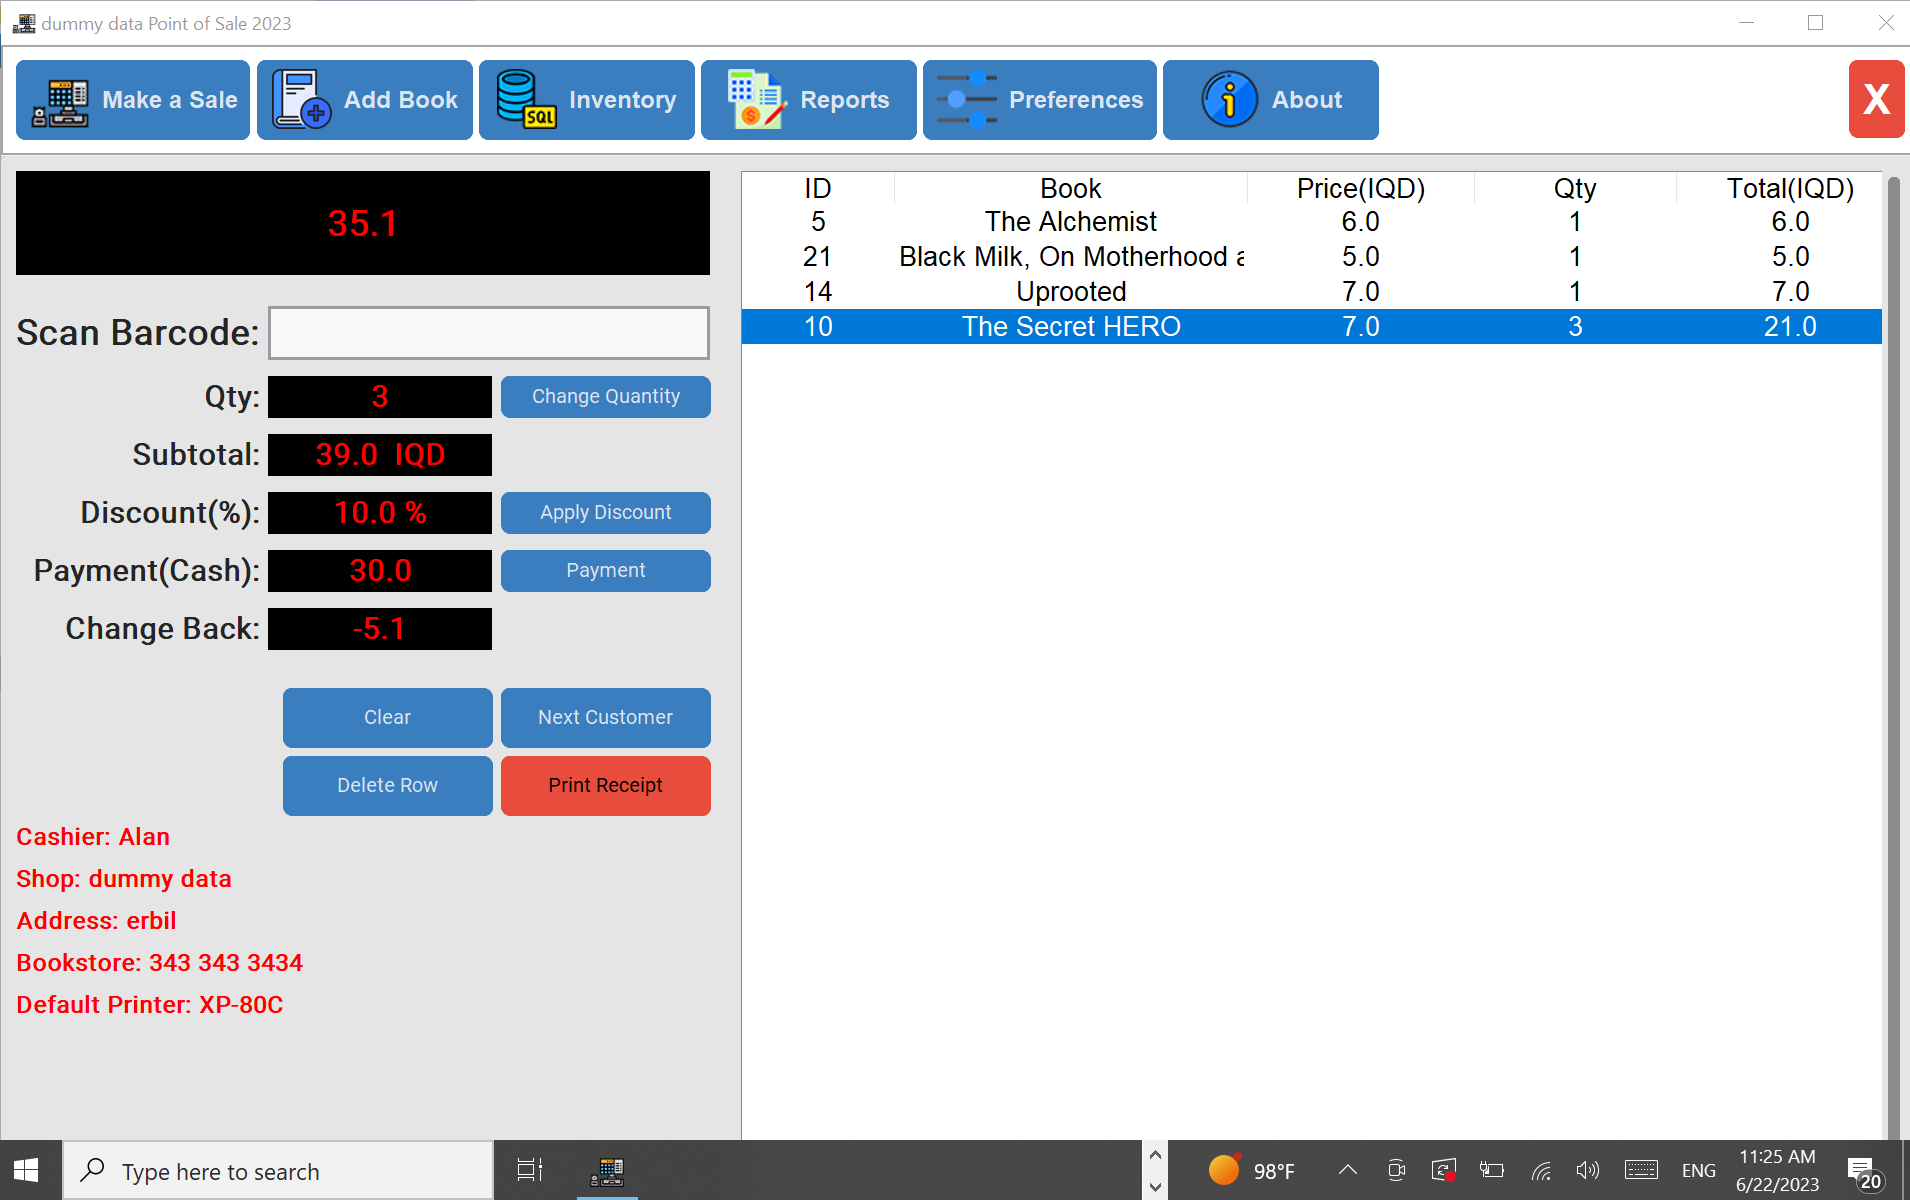 dummy data Point of Sale 2023
Make a Sale
Add Book
SQL
Inventory
$
Reports
Preferences
i
About
X
35.1
Scan Barcode:
Qty: 3 Change Quantity
Subtotal: 39.0 IQD
Discount(%): 10.0 % Apply Discount
Payment(Cash): 30.0 Payment
Change Back: -5.1
Clear Next Customer
Delete Row Print Receipt
Cashier: Alan
Shop: dummy data
Address: erbil
Bookstore: 343 343 3434
Default Printer: XP-80C
ID Book Price(IQD) Qty Total(IQD)
5 The Alchemist 6.0 1 6.0
21 Black Milk, On Motherhood a 5.0 1 5.0
14 Uprooted 7.0 1 7.0
10 The Secret HERO 7.0 3 21.0
Type here to search
98°F
ENG
11:25 AM
6/22/2023
20